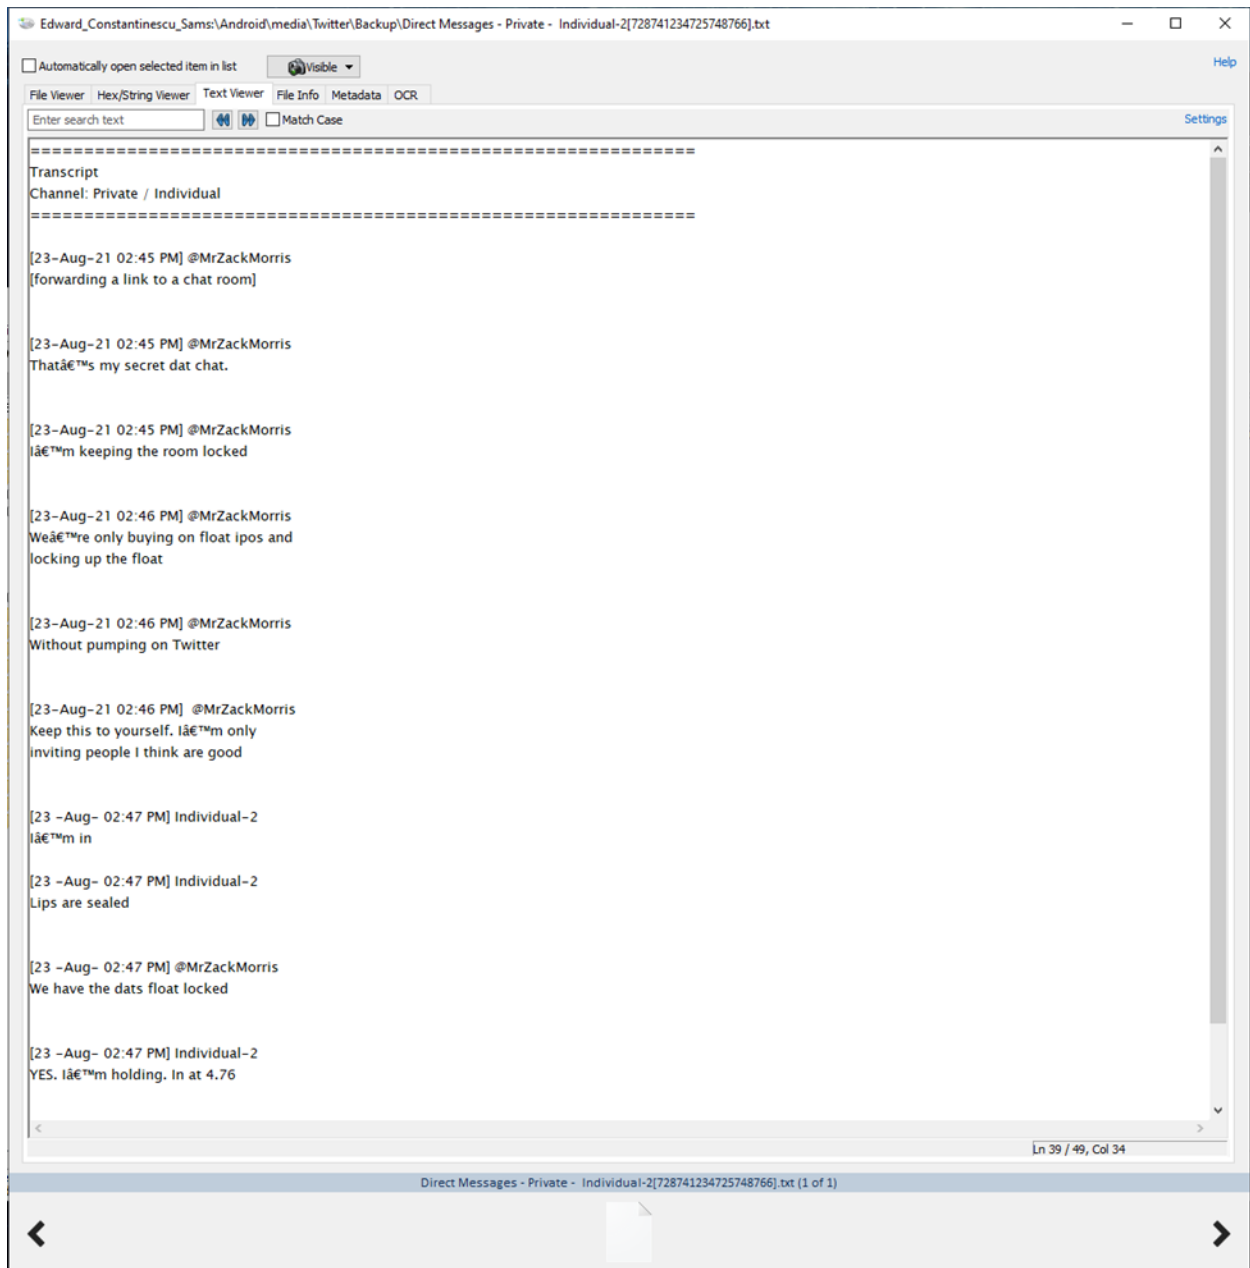 Edward_Constantinescu_Sams:\Android\media\Twitter\Backup\Direct Messages - Private -  Individual-2[728741234725748766].txt
Automatically open selected item in list
Visible
Help
File Viewer Hex/String Viewer Text Viewer File Info Metadata OCR
Enter search text
Match Case
Settings
==============================================================
Transcript
Channel: Private / Individual
==============================================================
[23-Aug-21 02:45 PM] @MrZackMorris
[forwarding a link to a chat room]
[23-Aug-21 02:45 PM] @MrZackMorris
Thatâ€™s my secret dat chat.
[23-Aug-21 02:45 PM] @MrZackMorris
Iâ€™m keeping the room locked
[23-Aug-21 02:46 PM] @MrZackMorris
Weâ€™re only buying on float ipos and
locking up the float
[23-Aug-21 02:46 PM] @MrZackMorris
Without pumping on Twitter
[23-Aug-21 02:46 PM]  @MrZackMorris
Keep this to yourself. Iâ€™m only
inviting people I think are good
[23 -Aug- 02:47 PM] Individual-2
Iâ€™m in
[23 -Aug- 02:47 PM] Individual-2
Lips are sealed
[23 -Aug- 02:47 PM] @MrZackMorris
We have the dats float locked
[23 -Aug- 02:47 PM] Individual-2
YES. Iâ€™m holding. In at 4.76
Ln 39 / 49, Col 34
Direct Messages - Private -  Individual-2[728741234725748766].txt (1 of 1)